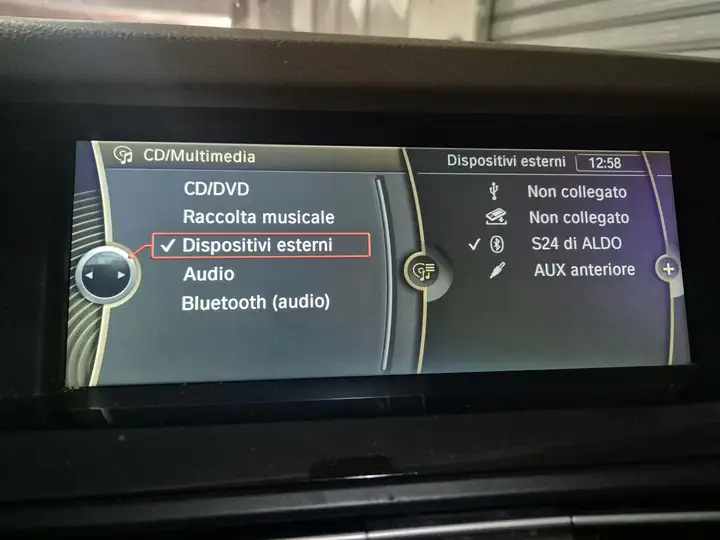 CD/Multimedia
CD/DVD
Raccolta musicale
Dispositivi esterni
Audio
Bluetooth (audio)
Dispositivi esterni 12:58
Non collegato
Non collegato
S24 di ALDO
AUX anteriore